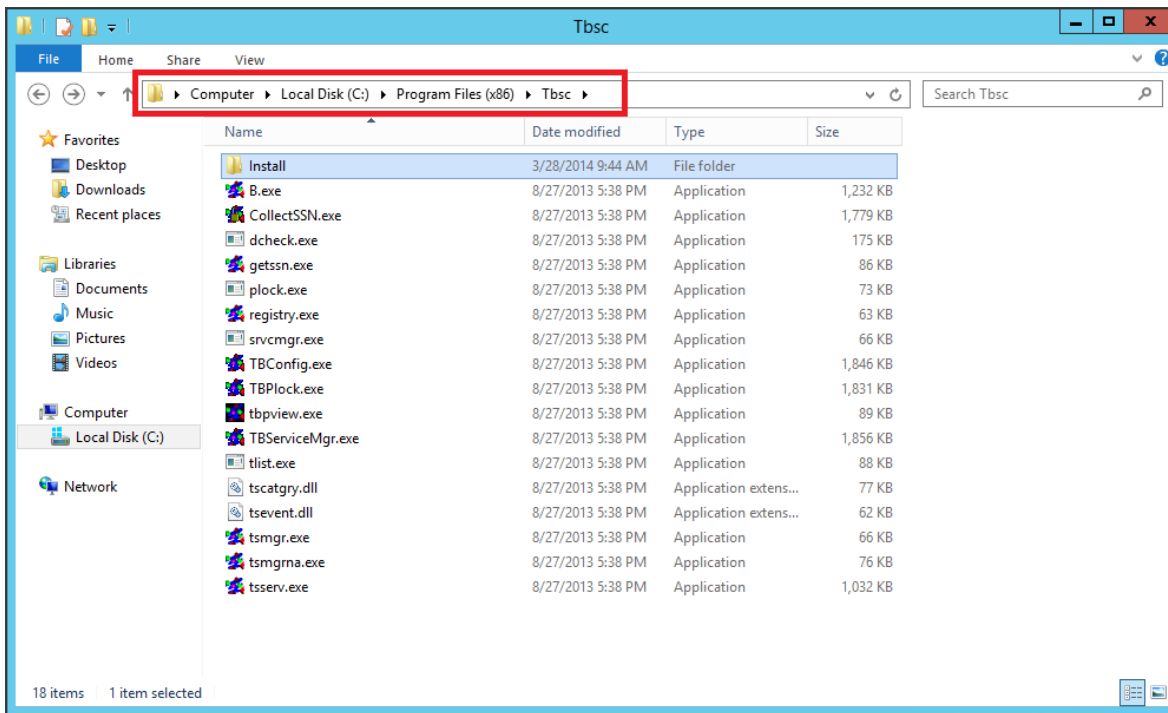 Tbsc
File Home Share View
Computer Local Disk (C:) Program Files (x86) Tbsc
Search Tbsc
Favorites
Desktop
Downloads
Recent places
Libraries
Documents
Music
Pictures
Videos
Computer
Local Disk (C:)
Network
Name Date modified Type Size
Install 3/28/2014 9:44 AM File folder
B.exe 8/27/2013 5:38 PM Application 1,232 KB
CollectSSN.exe 8/27/2013 5:38 PM Application 1,779 KB
dcheck.exe 8/27/2013 5:38 PM Application 175 KB
getssn.exe 8/27/2013 5:38 PM Application 86 KB
plock.exe 8/27/2013 5:38 PM Application 73 KB
registry.exe 8/27/2013 5:38 PM Application 63 KB
srvcmgr.exe 8/27/2013 5:38 PM Application 66 KB
TBConfig.exe 8/27/2013 5:38 PM Application 1,846 KB
TBPlock.exe 8/27/2013 5:38 PM Application 1,831 KB
tbpview.exe 8/27/2013 5:38 PM Application 89 KB
TBServiceMgr.exe 8/27/2013 5:38 PM Application 1,856 KB
tlist.exe 8/27/2013 5:38 PM Application 88 KB
tscatgry.dll 8/27/2013 5:38 PM Application extens... 77 KB
tsevent.dll 8/27/2013 5:38 PM Application extens... 62 KB
tsmgr.exe 8/27/2013 5:38 PM Application 66 KB
tsmgrna.exe 8/27/2013 5:38 PM Application 76 KB
tsserv.exe 8/27/2013 5:38 PM Application 1,032 KB
18 items 1 item selected